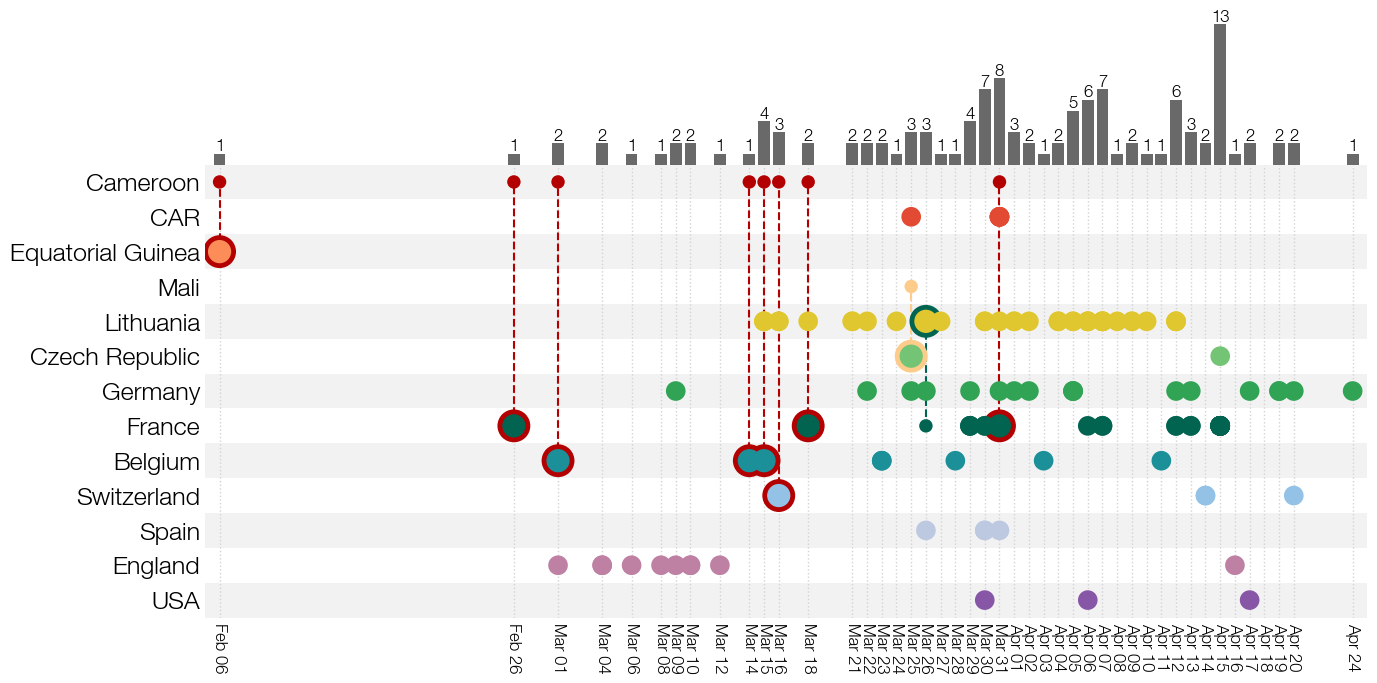 1 1 2 2 1 1 2 2 1 1 4 3 2 2 2 2 1 3 3 1 1 4 7 8 3 2 1 2 5 6 7 1 2 1 1 6 3 2 13 1 2 2 2 1
Cameroon
CAR
Equatorial Guinea
Mali
Lithuania
Czech Republic
Germany
France
Belgium
Switzerland
Spain
England
USA
Feb 06
Feb 26
Mar 01
Mar 04
Mar 06
Mar 08
Mar 09
Mar 10
Mar 12
Mar 14
Mar 15
Mar 16
Mar 18
Mar 21
Mar 22
Mar 23
Mar 24
Mar 25
Mar 26
Mar 27
Mar 28
Mar 29
Mar 30
Mar 31
Apr 01
Apr 02
Apr 03
Apr 04
Apr 05
Apr 06
Apr 07
Apr 08
Apr 09
Apr 10
Apr 11
Apr 12
Apr 13
Apr 14
Apr 15
Apr 16
Apr 17
Apr 18
Apr 19
Apr 20
Apr 24